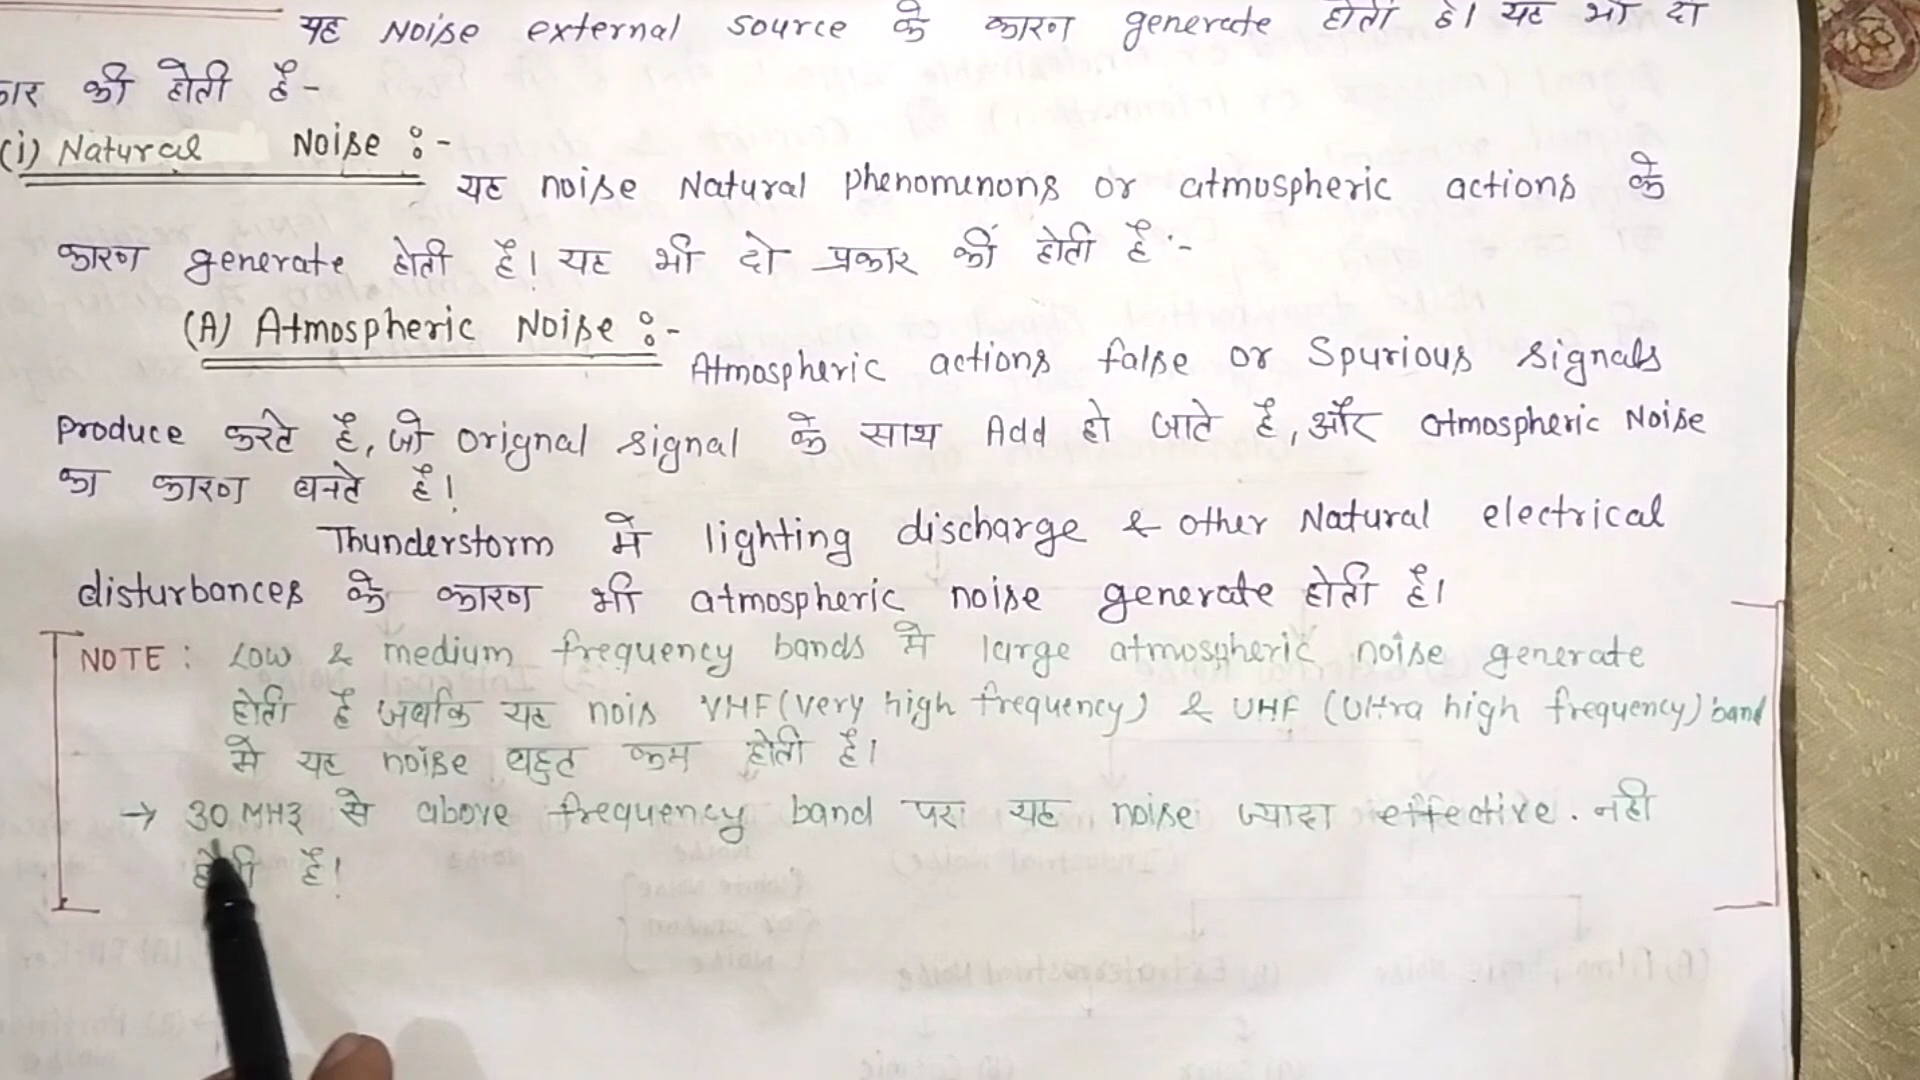 यह Noise external source के कारण generate होती है। यह भी दो
कार की होती है -
(i) Natural Noise :-
यह noise Natural Phenomenons or atmospheric actions के
कारण generate होती है। यह भी दो प्रकार की होती है :-
(A) Atmospheric Noise :-
Atmospheric actions false or Spurious signals
Produce करते है, जो orignal signal के साथ Add हो जाते है, और atmospheric Noise
का कारण बनते है।
Thunderstorm मे lighting discharge & other Natural electrical
disturbances के कारण भी atmospheric noise generate होती है।
NOTE : Low & medium frequency bands मे large atmospheric noise generate
होती है जबकि यह nois VHF (very high frequency) & UHF (Ultra high frequency) band
मे यह noise बहुत कम होती है।
→ 30 MHz से above frequency band पर यह noise ज्यादा effective. नही
होती है।